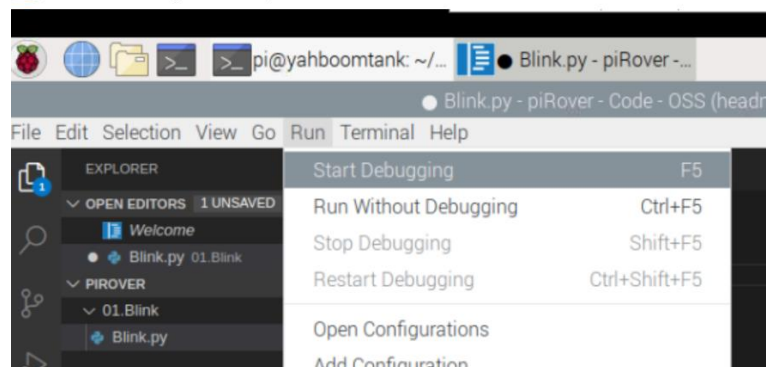 pi@yahboomtank: ~/... Blink.py - piRover -...
Blink.py - piRover - Code - OSS (headm
File Edit Selection View Go Run Terminal Help
EXPLORER
OPEN EDITORS 1 UNSAVED
Welcome
Blink.py 01.Blink
PIROVER
01.Blink
Blink.py
Start Debugging F5
Run Without Debugging Ctrl+F5
Stop Debugging Shift+F5
Restart Debugging Ctrl+Shift+F5
Open Configurations
Add Configuration
1